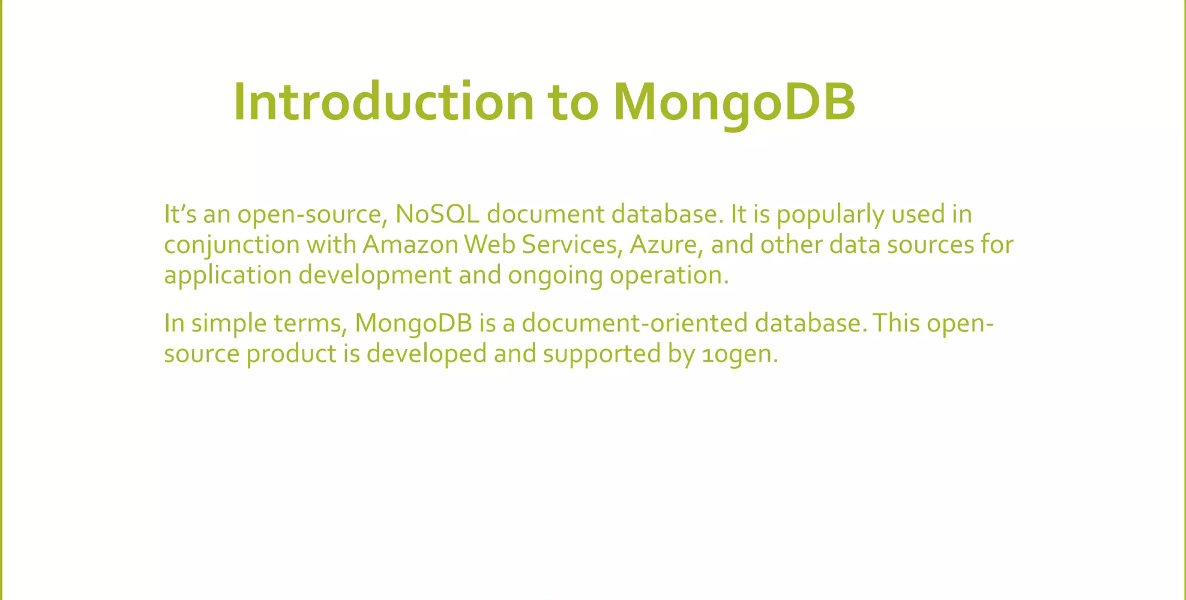 Introduction to MongoDB
It’s an open-source, NoSQL document database. It is popularly used in
conjunction with Amazon Web Services, Azure, and other data sources for
application development and ongoing operation.
In simple terms, MongoDB is a document-oriented database. This open-
source product is developed and supported by 10gen.